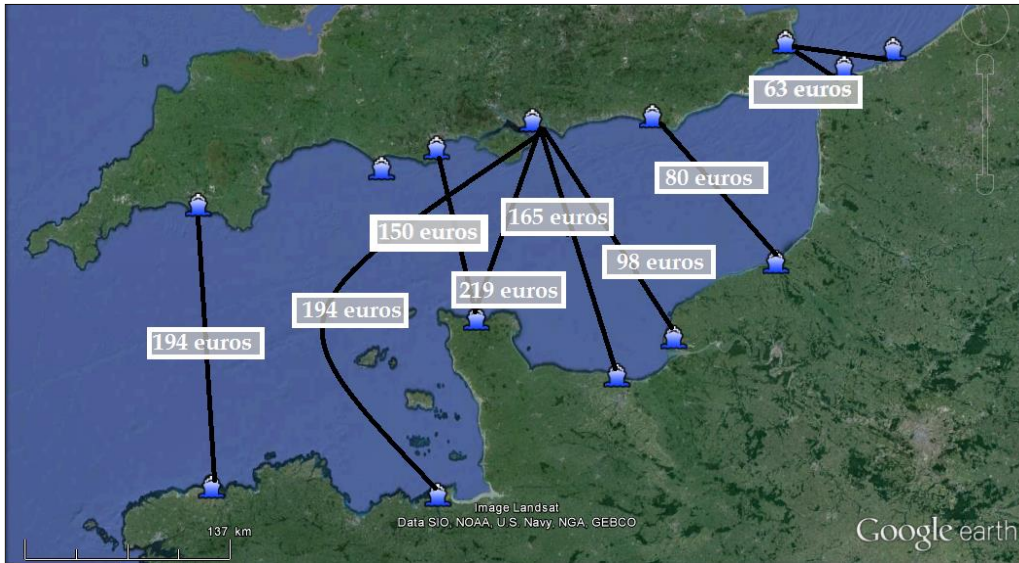 63 euros
80 euros
165 euros
150 euros
98 euros
219 euros
194 euros
194 euros
Image Landsat
Data SIO, NOAA, U.S. Navy, NGA, GEBCO
137 km
Google earth